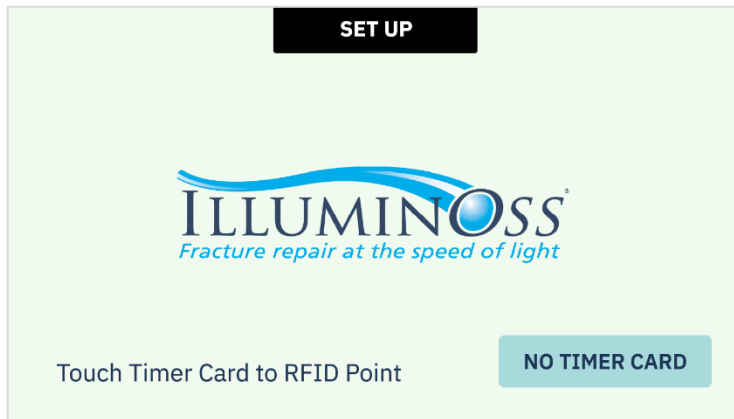 SET UP
ILLUMINOSS®
Fracture repair at the speed of light
Touch Timer Card to RFID Point
NO TIMER CARD